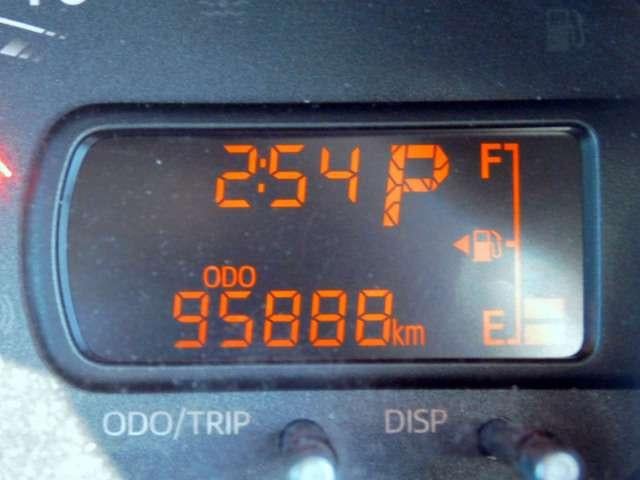 2:54 P F
ODO
95888km E
ODO/TRIP DISP